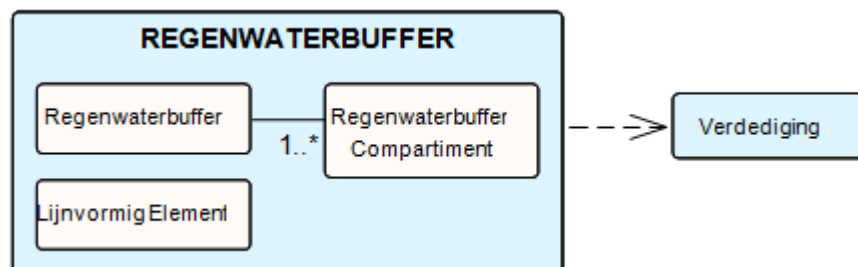 REGENWATERBUFFER
Regenwaterbuffer
1..*
Regenwaterbuffer
Compartiment
LijnvormigElement
Verdediging